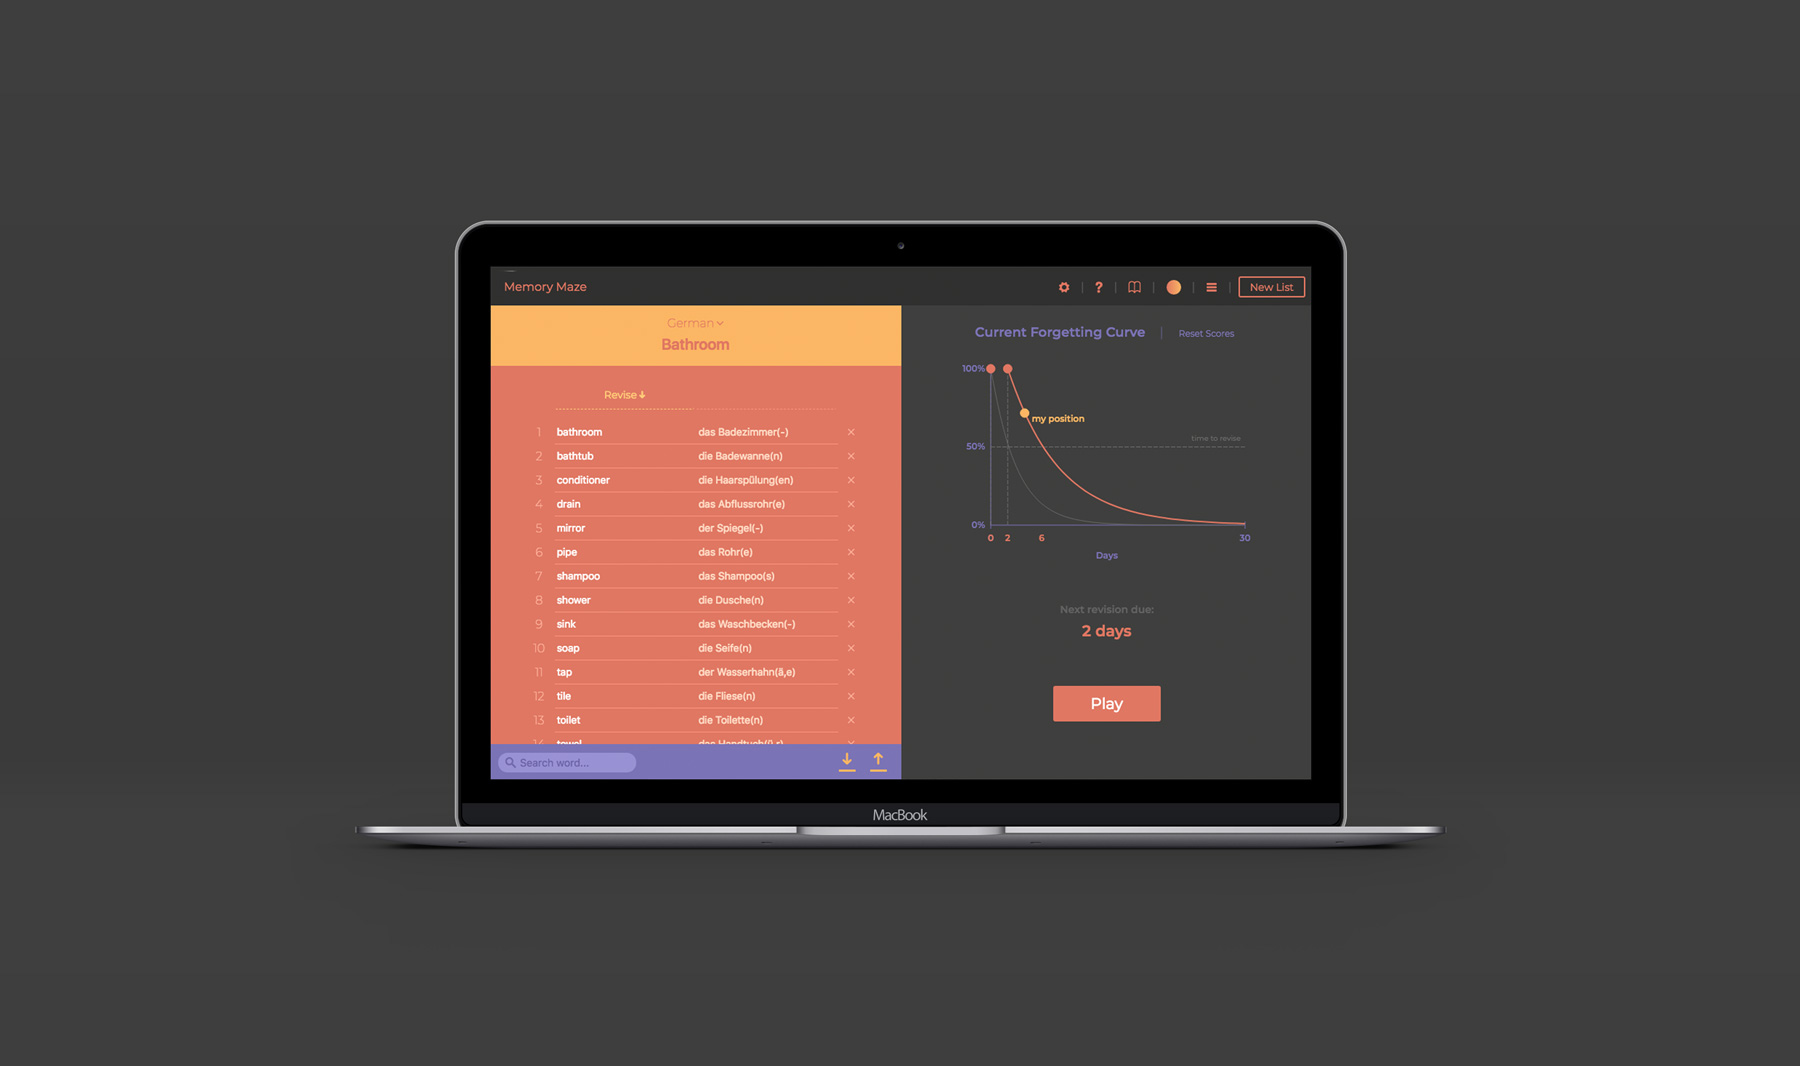 Memory Maze
? New List
German
Bathroom
Revise
1 bathroom das Badezimmer(-)
2 bathtub die Badewanne(n)
3 conditioner die Haarspülung(en)
4 drain das Abflussrohr(e)
5 mirror der Spiegel(-)
6 pipe das Rohr(e)
7 shampoo das Shampoo(s)
8 shower die Dusche(n)
9 sink das Waschbecken(-)
10 soap die Seife(n)
11 tap der Wasserhahn(ä,e)
12 tile die Fliese(n)
13 toilet die Toilette(n)
14 towel das Handtuch(ü,r)
Search word...
Current Forgetting Curve | Reset Scores
100%
my position
time to revise
50%
0%
0 2 6 30
Days
Next revision due:
2 days
Play
MacBook